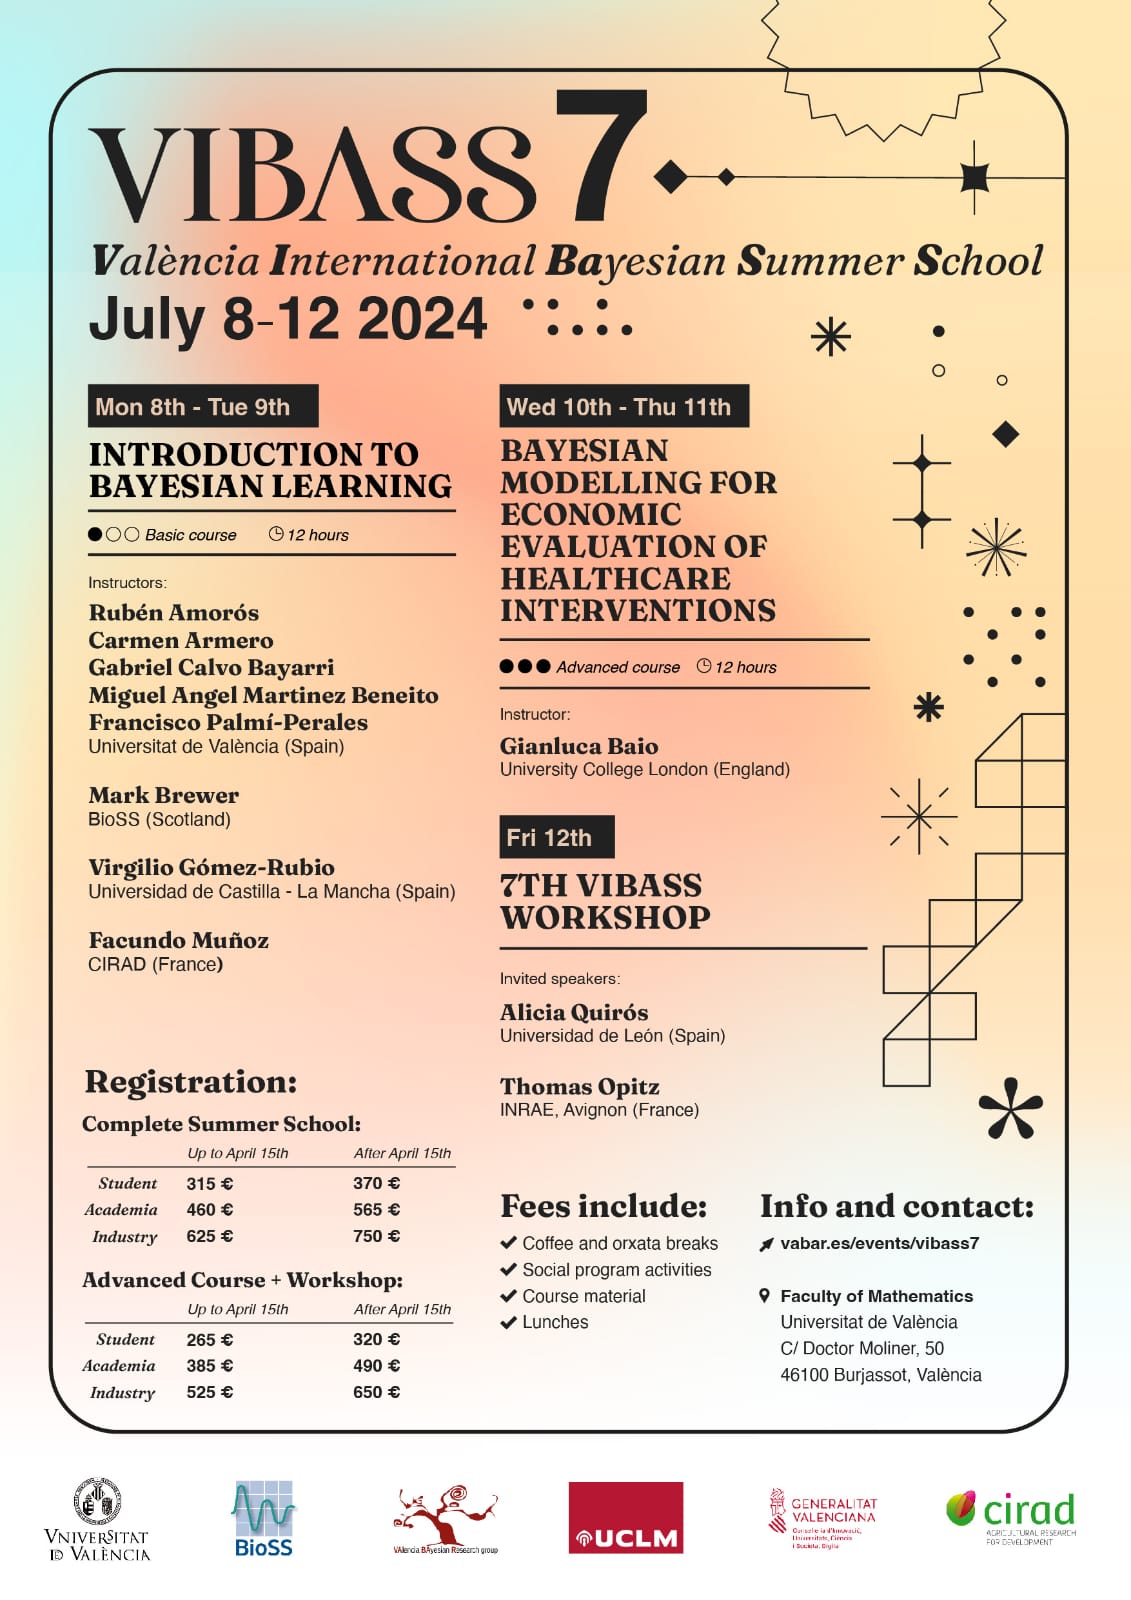 VIBASS 7
València International Bayesian Summer School
July 8-12 2024
Mon 8th - Tue 9th
INTRODUCTION TO
BAYESIAN LEARNING
Basic course 12 hours
Instructors:
Rubén Amorós
Carmen Armero
Gabriel Calvo Bayarri
Miguel Angel Martinez Beneito
Francisco Palmí-Perales
Universitat de València (Spain)
Mark Brewer
BioSS (Scotland)
Virgilio Gómez-Rubio
Universidad de Castilla - La Mancha (Spain)
Facundo Muñoz
CIRAD (France)
Wed 10th - Thu 11th
BAYESIAN
MODELLING FOR
ECONOMIC
EVALUATION OF
HEALTHCARE
INTERVENTIONS
Advanced course 12 hours
Instructor:
Gianluca Baio
University College London (England)
Fri 12th
7TH VIBASS
WORKSHOP
Invited speakers:
Alicia Quirós
Universidad de León (Spain)
Thomas Opitz
INRAE, Avignon (France)
Registration:
Complete Summer School:
Up to April 15th After April 15th
Student 315 € 370 €
Academia 460 € 565 €
Industry 625 € 750 €
Advanced Course + Workshop:
Up to April 15th After April 15th
Student 265 € 320 €
Academia 385 € 490 €
Industry 525 € 650 €
Fees include:
Coffee and orxata breaks
Social program activities
Course material
Lunches
Info and contact:
vabar.es/events/vibass7
Faculty of Mathematics
Universitat de València
C/ Doctor Moliner, 50
46100 Burjassot, València
VNIVERSITAT
ID VALÈNCIA
BioSS
VAlencia BAyesian Research group
UCLM
GENERALITAT
VALENCIANA
Conselleria d'Innovació,
Universitats, Ciència
i Societat Digital
cirad
AGRICULTURAL RESEARCH
FOR DEVELOPMENT